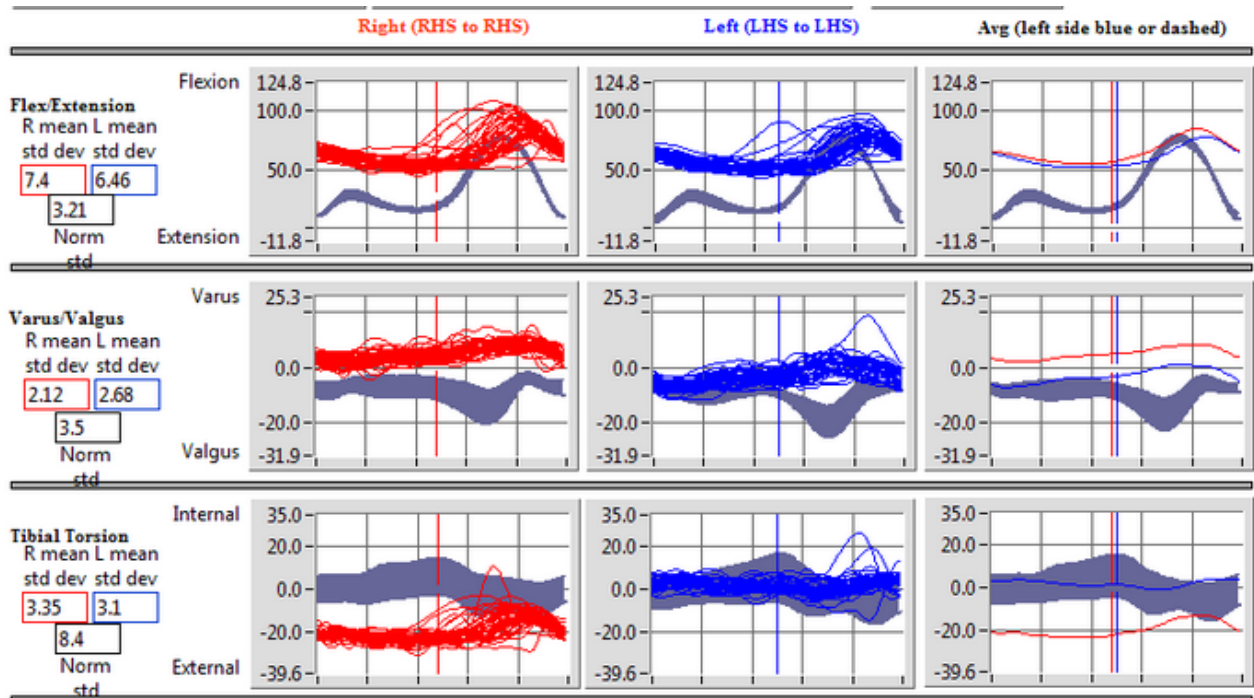 Right (RHS to RHS) Left (LHS to LHS) Avg (left side blue or dashed)
Flex/Extension
R mean L mean
std dev std dev
7.4 6.46
3.21
Norm
std
Flexion
Extension
124.8
100.0
50.0
-11.8
124.8
100.0
50.0
-11.8
124.8
100.0
50.0
-11.8
Varus/Valgus
R mean L mean
std dev std dev
2.12 2.68
3.5
Norm
std
Varus
Valgus
25.3
0.0
-20.0
-31.9
25.3
0.0
-20.0
-31.9
25.3
0.0
-20.0
-31.9
Tibial Torsion
R mean L mean
std dev std dev
3.35 3.1
8.4
Norm
std
Internal
External
35.0
20.0
0.0
-20.0
-39.6
35.0
20.0
0.0
-20.0
-39.6
35.0
20.0
0.0
-20.0
-39.6